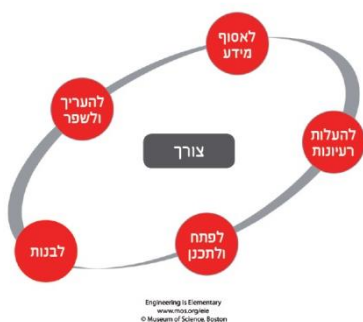 לאסוף
מידע
להעלות
רעיונות
לפתח
ולתכנן
לבנות
להעריך
ולשפר
צורך
Engineering is Elementary
www.mos.org/eie
© Museum of Science, Boston